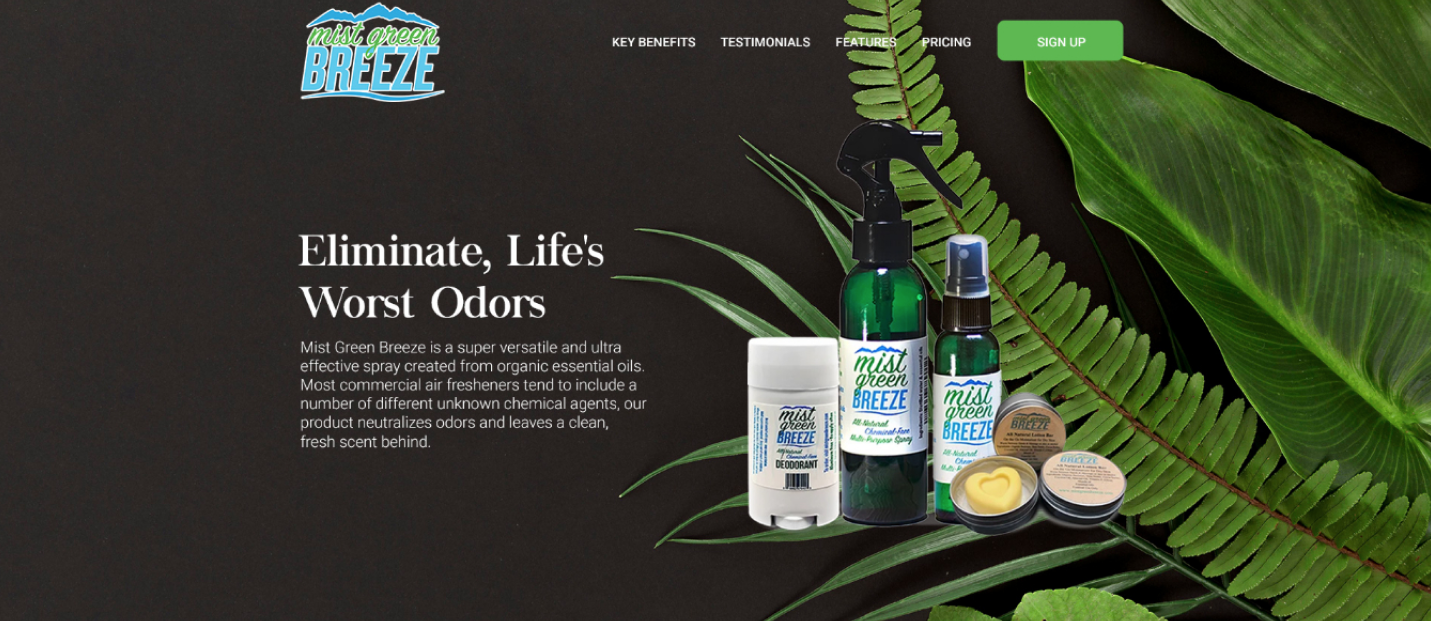 mist green
BREEZE
KEY BENEFITS TESTIMONIALS FEATURES PRICING SIGN UP
Eliminate, Life's
Worst Odors
Mist Green Breeze is a super versatile and ultra
effective spray created from organic essential oils.
Most commercial air fresheners tend to include a
number of different unknown chemical agents, our
product neutralizes odors and leaves a clean,
fresh scent behind.
mist
green
BREEZE
All-Natural
Chemical-Free
Multi-Purpose Spray
mist
green
BREEZE
All-Natural
mist
green
BREEZE
All-Natural
Chemical-Free
DEODORANT
BREEZE
All Natural Lotion Bar
BREEZE
All Natural Lotion Bar